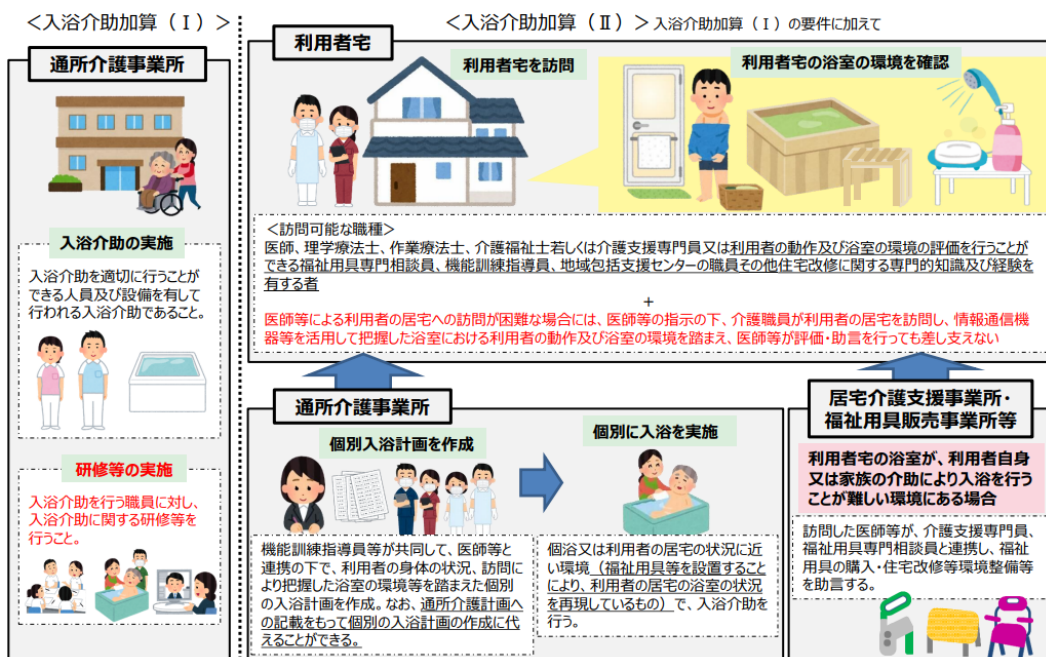 ＜入浴介助加算（Ⅰ）＞
通所介護事業所
入浴介助の実施
入浴介助を適切に行うことが
できる人員及び設備を有して
行われる入浴介助であること。
研修等の実施
入浴介助を行う職員に対し、
入浴介助に関する研修等を
行うこと。
＜入浴介助加算（Ⅱ）＞入浴介助加算（Ⅰ）の要件に加えて
利用者宅
利用者宅を訪問
利用者宅の浴室の環境を確認
＜訪問可能な職種＞
医師、理学療法士、作業療法士、介護福祉士若しくは介護支援専門員又は利用者の動作及び浴室の環境の評価を行うことが
できる福祉用具専門相談員、機能訓練指導員、地域包括支援センターの職員その他住宅改修に関する専門的知識及び経験を
有する者
＋
医師等による利用者の居宅への訪問が困難な場合には、医師等の指示の下、介護職員が利用者の居宅を訪問し、情報通信機
器等を活用して把握した浴室における利用者の動作及び浴室の環境を踏まえ、医師等が評価・助言を行っても差し支えない
通所介護事業所
個別入浴計画を作成
機能訓練指導員等が共同して、医師等と
連携の下で、利用者の身体の状況、訪問に
より把握した浴室の環境等を踏まえた個別
の入浴計画を作成。なお、通所介護計画へ
の記載をもって個別の入浴計画の作成に代
えることができる。
個別に入浴を実施
個浴又は利用者の居宅の状況に近
い環境（福祉用具等を設置すること
により、利用者の居宅の浴室の状況
を再現しているもの）で、入浴介助を
行う。
居宅介護支援事業所・
福祉用具販売事業所等
利用者宅の浴室が、利用者自身
又は家族の介助により入浴を行う
ことが難しい環境にある場合
訪問した医師等が、介護支援専門員、
福祉用具専門相談員と連携し、福祉
用具の購入・住宅改修等環境整備等
を助言する。